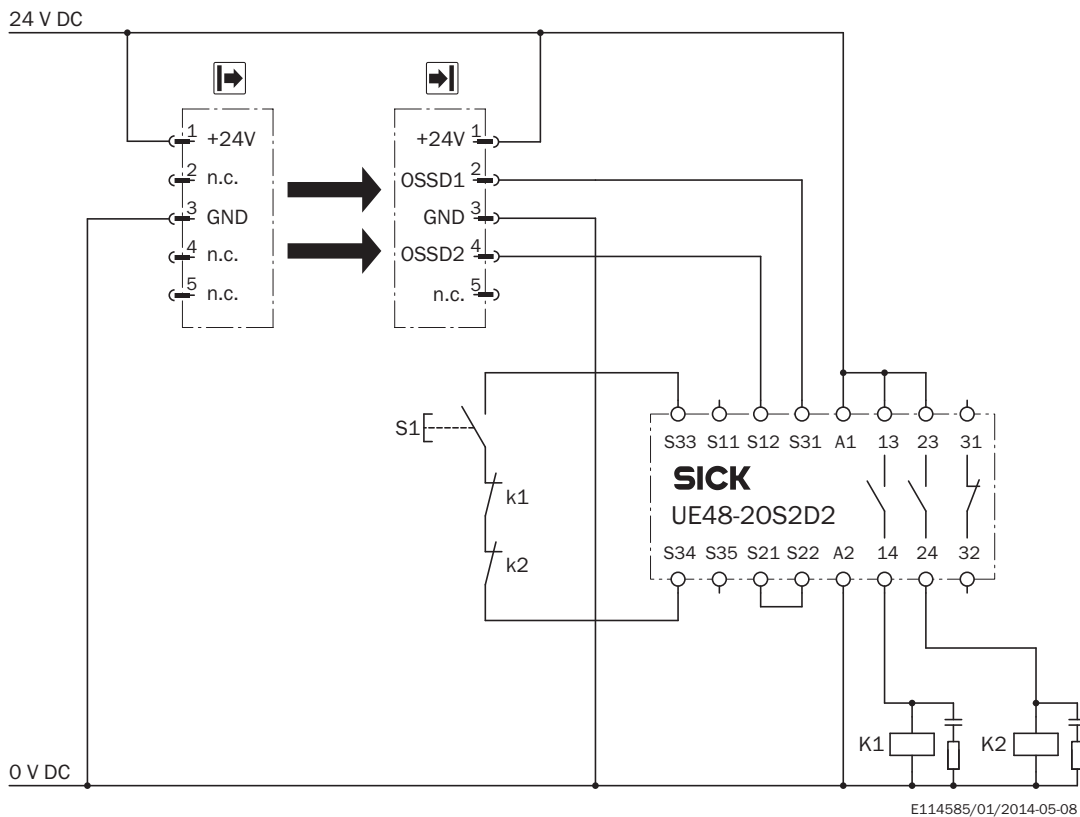 24 V DC
1 +24V
2 n.c.
3 GND
4 n.c.
5 n.c.
+24V 1
OSSD1 2
GND 3
OSSD2 4
n.c. 5
S1
k1
k2
S33 S11 S12 S31 A1 13 23 31
SICK
UE48-2OS2D2
S34 S35 S21 S22 A2 14 24 32
K1
K2
0 V DC
E114585/01/2014-05-08